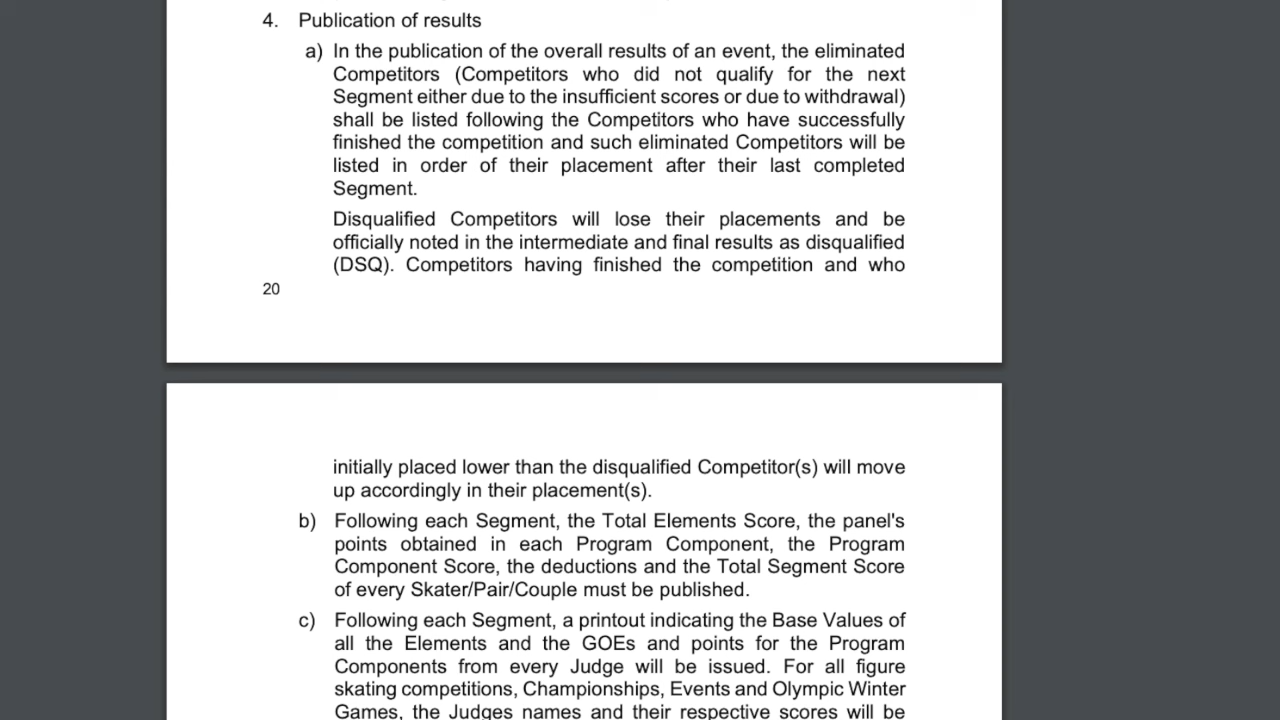 4. Publication of results
a) In the publication of the overall results of an event, the eliminated
Competitors (Competitors who did not qualify for the next
Segment either due to the insufficient scores or due to withdrawal)
shall be listed following the Competitors who have successfully
finished the competition and such eliminated Competitors will be
listed in order of their placement after their last completed
Segment.
Disqualified Competitors will lose their placements and be
officially noted in the intermediate and final results as disqualified
(DSQ). Competitors having finished the competition and who
20
initially placed lower than the disqualified Competitor(s) will move
up accordingly in their placement(s).
b) Following each Segment, the Total Elements Score, the panel's
points obtained in each Program Component, the Program
Component Score, the deductions and the Total Segment Score
of every Skater/Pair/Couple must be published.
c) Following each Segment, a printout indicating the Base Values of
all the Elements and the GOEs and points for the Program
Components from every Judge will be issued. For all figure
skating competitions, Championships, Events and Olympic Winter
Games, the Judges names and their respective scores will be